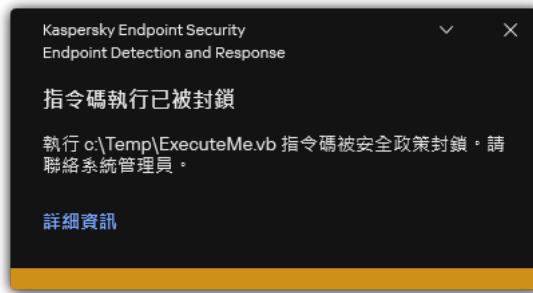 Kaspersky Endpoint Security
Endpoint Detection and Response
指令碼執行已被封鎖
執行 c:\Temp\ExecuteMe.vb 指令碼被安全政策封鎖。請
聯絡系統管理員。
詳細資訊